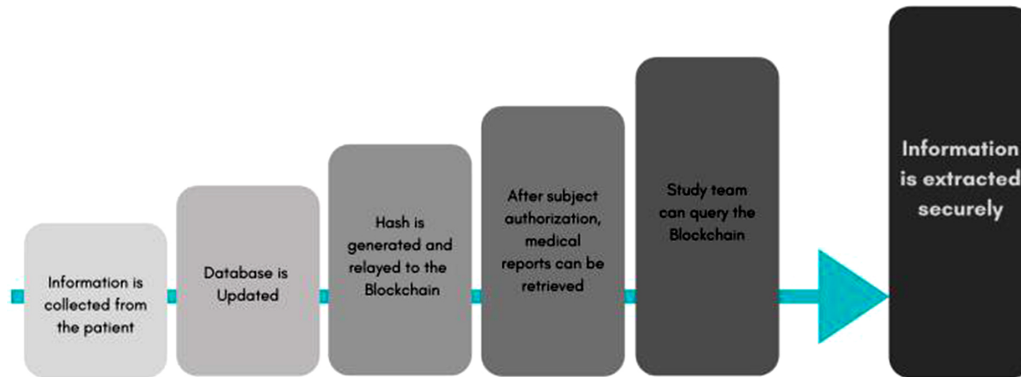 Information is
collected from
the patient
Database is
Updated
Hash is
generated and
relayed to the
Blockchain
After subject
authorization,
medical
reports can be
retrieved
Study team
can query the
Blockchain
Information
is extracted
securely